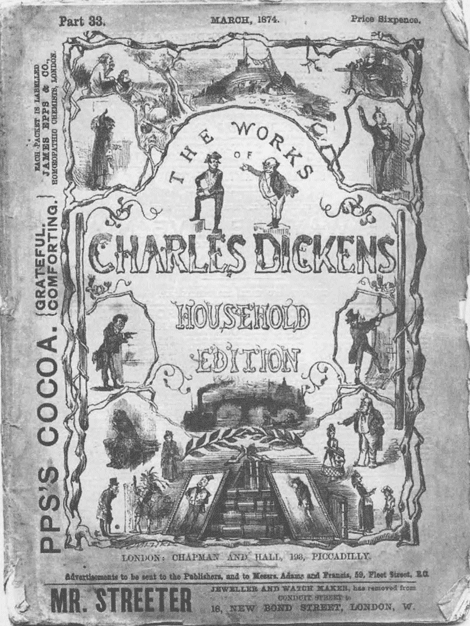 Part 33.
MARCH, 1874.
Price Sixpence.
EACH PACKET IS LABELLED
JAMES EPPS & CO.,
HOMŒOPATHIC CHEMISTS, LONDON.
PPS'S COCOA.
(GRATEFUL.
COMFORTING.)
THE WORKS
OF
CHARLES DICKENS
HOUSEHOLD
EDITION
LONDON: CHAPMAN AND HALL, 193, PICCADILLY.
Advertisements to be sent to the Publishers, and to Messrs. Adams and Francis, 59, Fleet Street, E.C.
MR. STREETER
JEWELLER AND WATCH MAKER, has removed from
CONDUIT STREET to
18, NEW BOND STREET, LONDON, W.